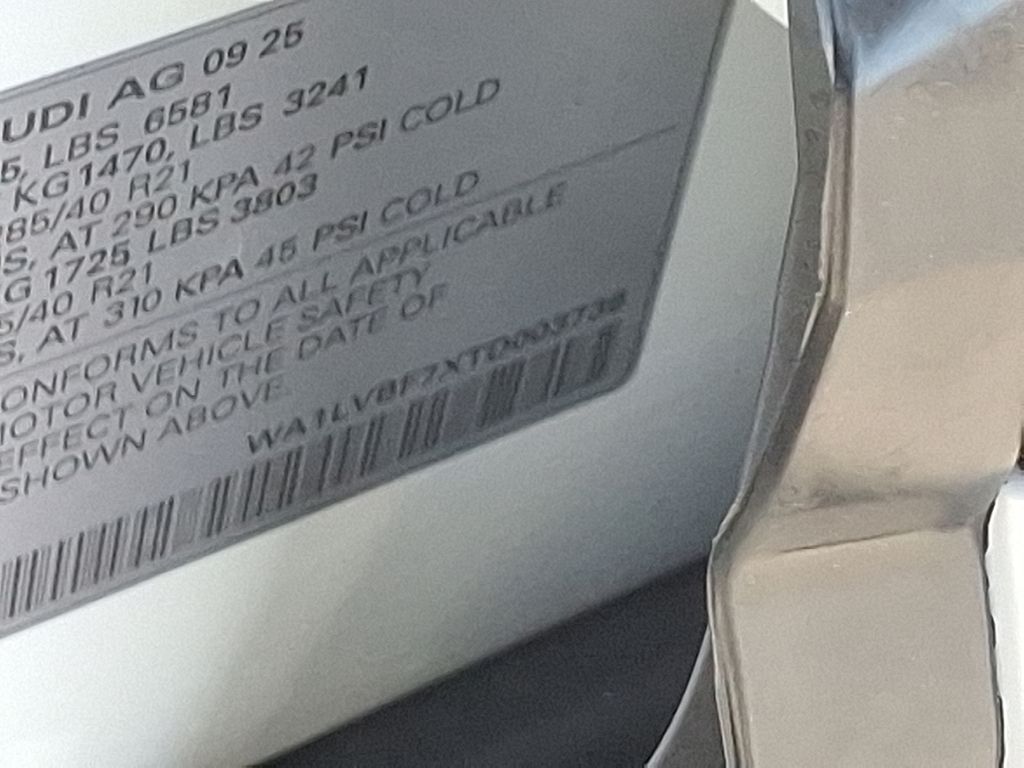 UDI AG 09 25
5, LBS 6581
KG 1470, LBS 3241
285/40 R21
S, AT 290 KPA 42 PSI COLD
G 1725 LBS 3803
5/40 R21
S, AT 310 KPA 45 PSI COLD
ONFORMS TO ALL APPLICABLE
MOTOR VEHICLE SAFETY
EFFECT ON THE DATE OF
SHOWN ABOVE.